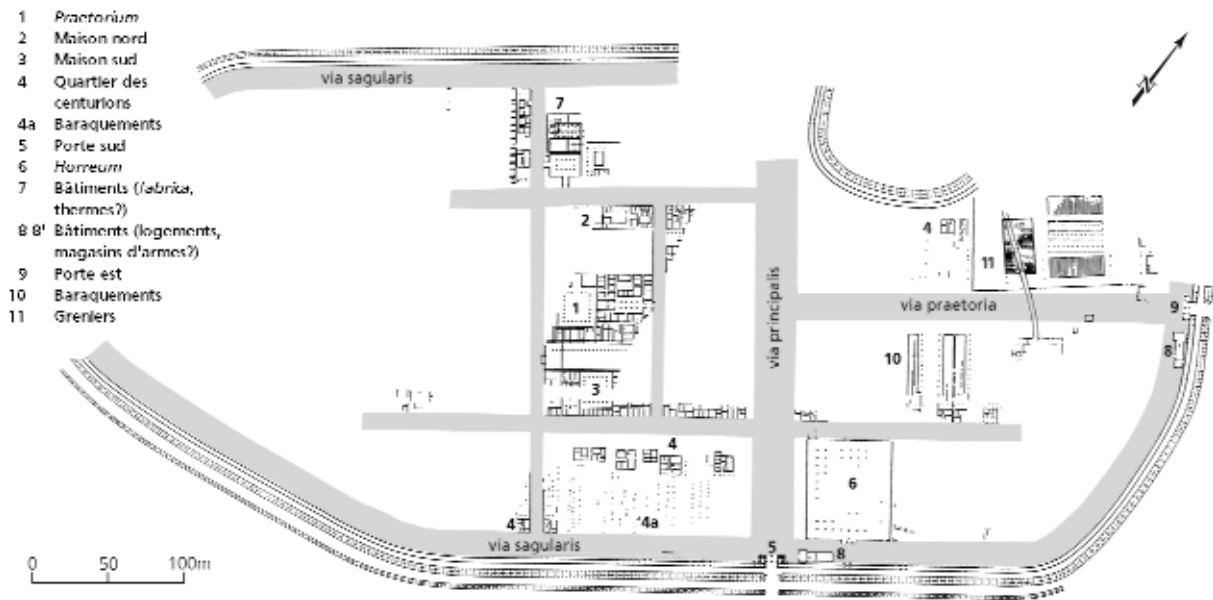 1 Praetorium
2 Maison nord
3 Maison sud
4 Quartier des
centurions
4a Baraquements
5 Porte sud
6 Horreum
7 Bâtiments (fabrica,
thermes?)
8 8' Bâtiments (logements,
magasins d'armes?)
9 Porte est
10 Baraquements
11 Greniers
0 50 100m
via sagularis
7
2
1
3
4
4a
4
via sagularis
via principalis
5
8
6
4
11
via praetoria
10
9
8
N